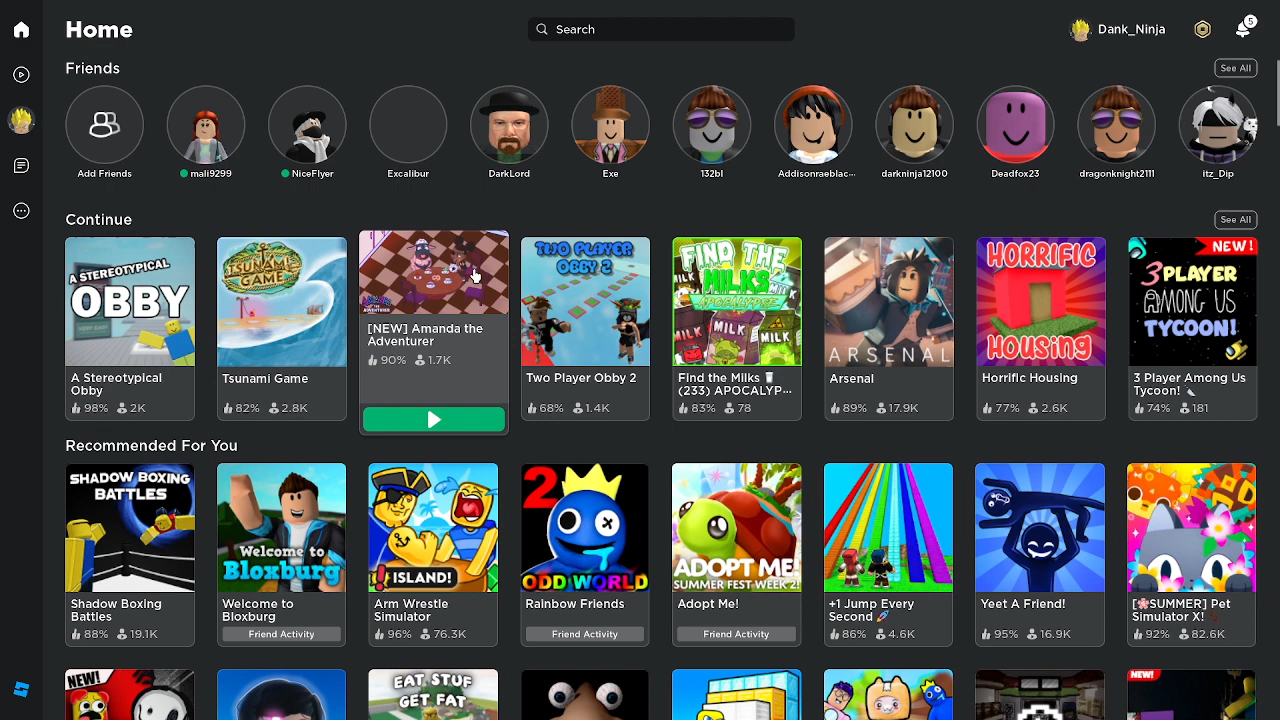 Home
Search
Dank_Ninja
5
Friends
See All
Add Friends
mali9299
NiceFlyer
Excalibur
DarkLord
Exe
132bl
Addisonraeblac...
darkninja12100
Deadfox23
dragonknight2111
itz_Dip
Continue
See All
A STEREOTYPICAL
OBBY
TSUNAMI
GAME
TWO PLAYER
OBBY 2
FIND THE
MILKS
APOCALYPSE
MILK
MILK
MILK
ARSENAL
HORRIFIC
HOUSING
NEW!
3 PLAYER
AMONG US
TYCOON!
A Stereotypical
Obby
98% 2K
Tsunami Game
82% 2.8K
[NEW] Amanda the
Adventurer
90% 1.7K
Two Player Obby 2
68% 1.4K
Find the Milks 🥛
(233) APOCALYP...
83% 78
Arsenal
89% 17.9K
Horrific Housing
77% 2.6K
3 Player Among Us
Tycoon! 🔪
74% 181
Recommended For You
SHADOW BOXING
BATTLES
Welcome to
Bloxburg
! ISLAND!
2
ODD WORLD
ADOPT ME!
SUMMER FEST WEEK 2!
Shadow Boxing
Battles
88% 19.1K
Welcome to
Bloxburg
Friend Activity
Arm Wrestle
Simulator
96% 76.3K
Rainbow Friends
Friend Activity
Adopt Me!
Friend Activity
+1 Jump Every
Second 🚀
86% 4.6K
Yeet A Friend!
95% 16.9K
[🌸SUMMER] Pet
Simulator X!
92% 82.6K
NEW!
EAT STUF
GET FAT
NEW!